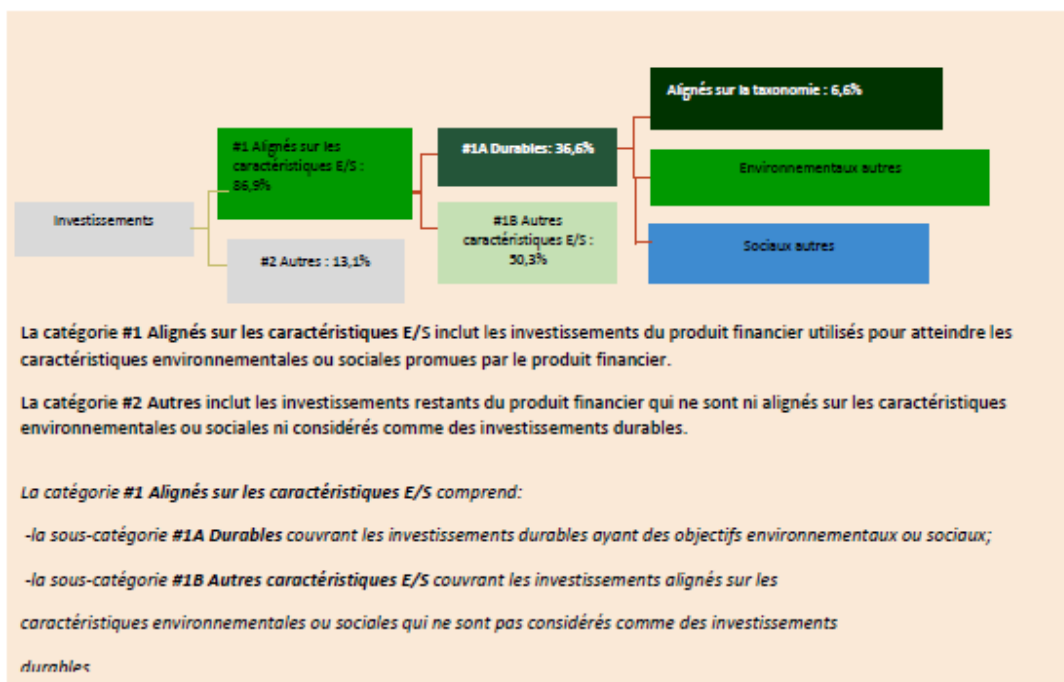 Alignés sur la taxonomie : 6,6%
#1 Alignés sur les
caractéristiques E/S :
86,9%
#1A Durables: 36,6%
Environnementaux autres
Investissements
#1B Autres
caractéristiques E/S :
50,3%
Sociaux autres
#2 Autres : 13,1%
La catégorie #1 Alignés sur les caractéristiques E/S inclut les investissements du produit financier utilisés pour atteindre les
caractéristiques environnementales ou sociales promues par le produit financier.
La catégorie #2 Autres inclut les investissements restants du produit financier qui ne sont ni alignés sur les caractéristiques
environnementales ou sociales ni considérés comme des investissements durables.
La catégorie #1 Alignés sur les caractéristiques E/S comprend:
-la sous-catégorie #1A Durables couvrant les investissements durables ayant des objectifs environnementaux ou sociaux;
-la sous-catégorie #1B Autres caractéristiques E/S couvrant les investissements alignés sur les
caractéristiques environnementales ou sociales qui ne sont pas considérés comme des investissements
durables